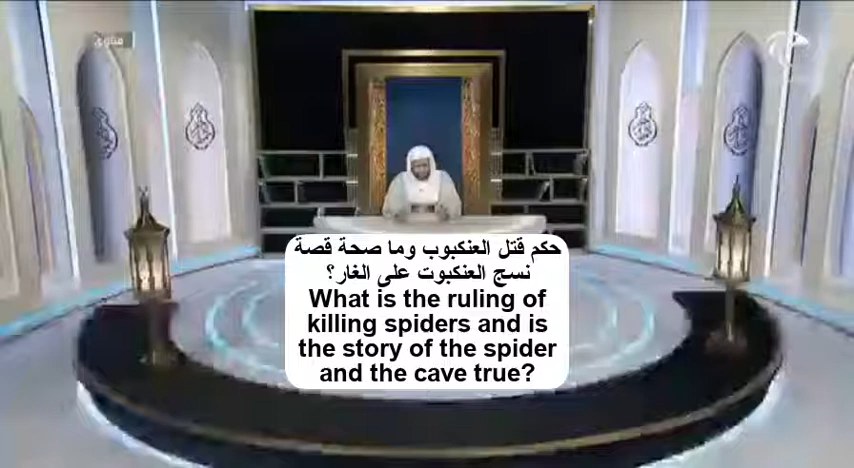 فتاوى
حكم قتل العنكبوب وما صحة قصة
نسج العنكبوت على الغار؟
What is the ruling of
killing spiders and is
the story of the spider
and the cave true?